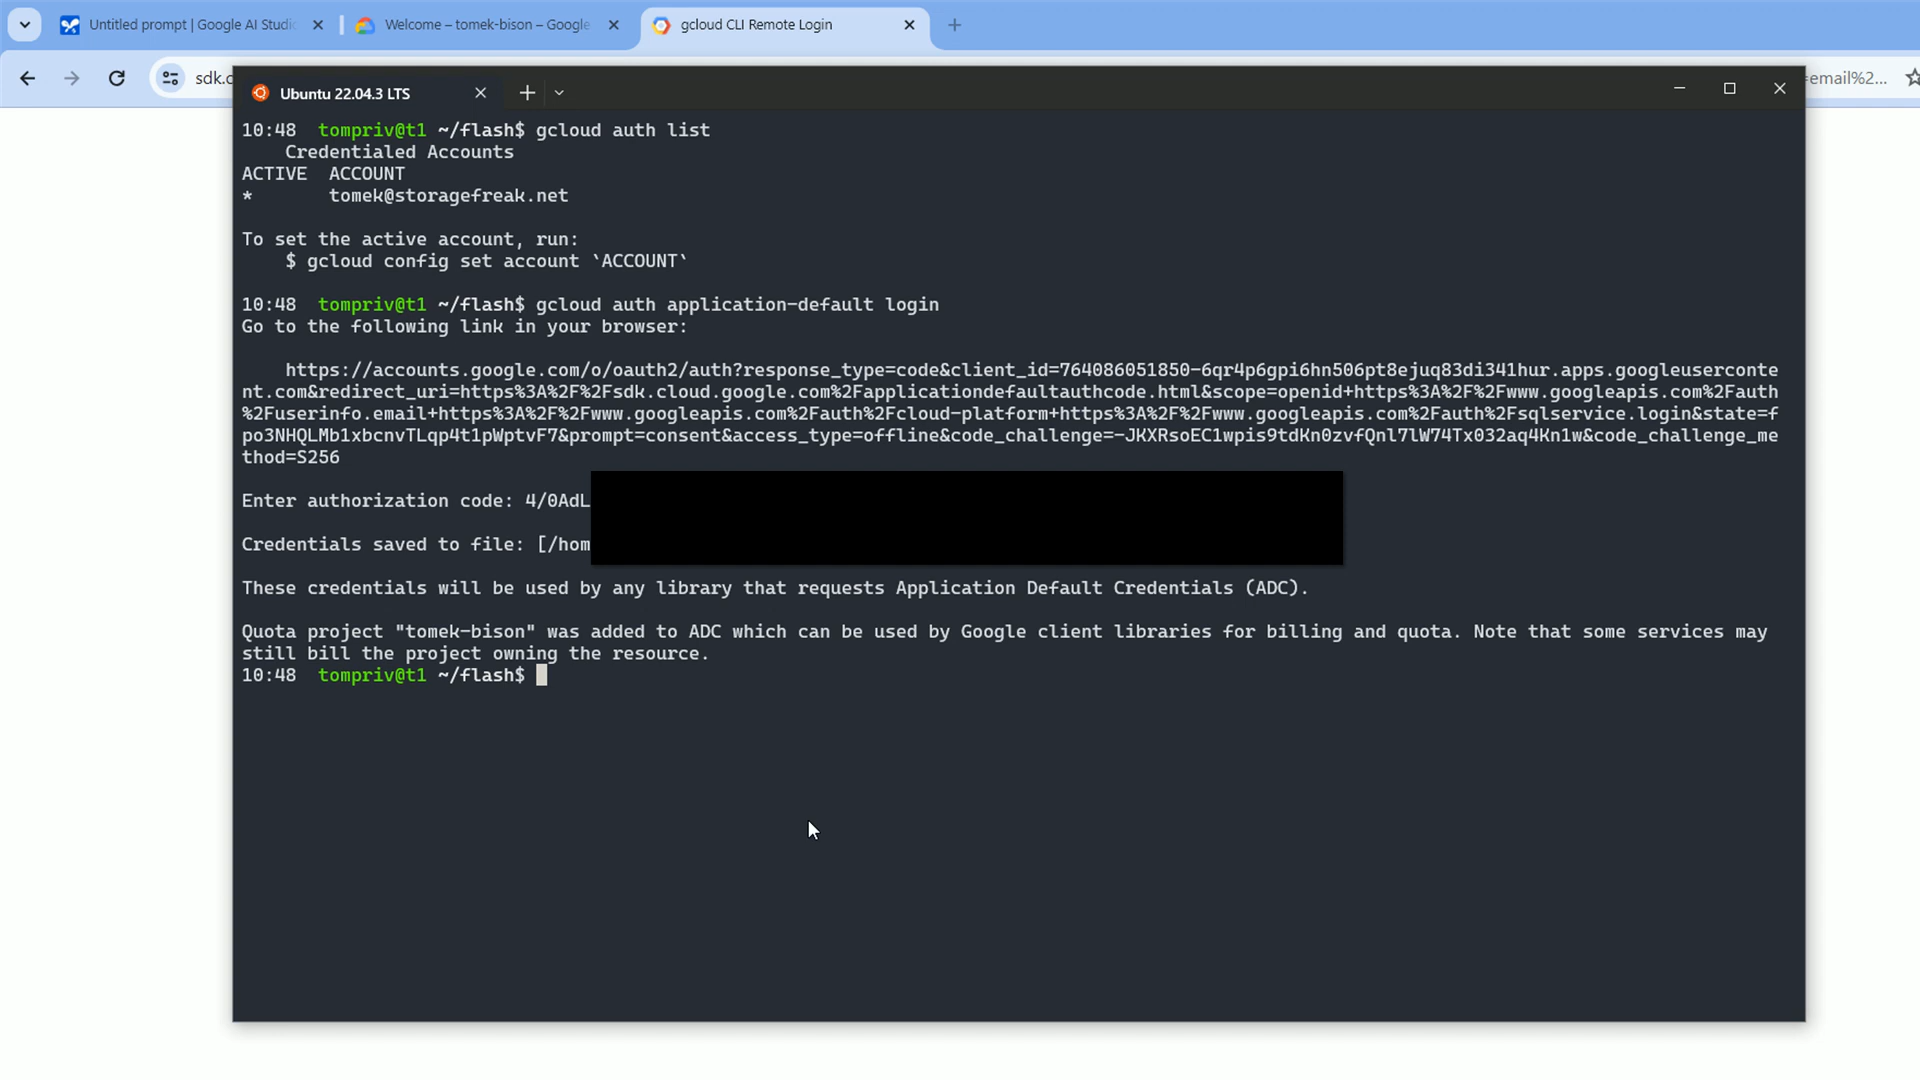 Untitled prompt | Google AI Studi
Welcome – tomek-bison – Google
gcloud CLI Remote Login
sdk.c
=email%2...
Ubuntu 22.04.3 LTS
10:48 tompriv@t1 ~/flash$ gcloud auth list
Credentialed Accounts
ACTIVE ACCOUNT
* tomek@storagefreak.net
To set the active account, run:
$ gcloud config set account `ACCOUNT`
10:48 tompriv@t1 ~/flash$ gcloud auth application-default login
Go to the following link in your browser:
https://accounts.google.com/o/oauth2/auth?response_type=code&client_id=764086051850-6qr4p6gpi6hn506pt8ejuq83di341hur.apps.googleuserconte
nt.com&redirect_uri=https%3A%2F%2Fsdk.cloud.google.com%2Fapplicationdefaultauthcode.html&scope=openid+https%3A%2F%2Fwww.googleapis.com%2Fauth
%2Fuserinfo.email+https%3A%2F%2Fwww.googleapis.com%2Fauth%2Fcloud-platform+https%3A%2F%2Fwww.googleapis.com%2Fauth%2Fsqlservice.login&state=f
po3NHQLMb1xbcnvTLqp4t1pWptvF7&prompt=consent&access_type=offline&code_challenge=-JKXRsoEC1wpis9tdKn0zvfQnl7lW74Tx032aq4Kn1w&code_challenge_me
thod=S256
Enter authorization code: 4/0AdL
Credentials saved to file: [/hom
These credentials will be used by any library that requests Application Default Credentials (ADC).
Quota project "tomek-bison" was added to ADC which can be used by Google client libraries for billing and quota. Note that some services may
still bill the project owning the resource.
10:48 tompriv@t1 ~/flash$